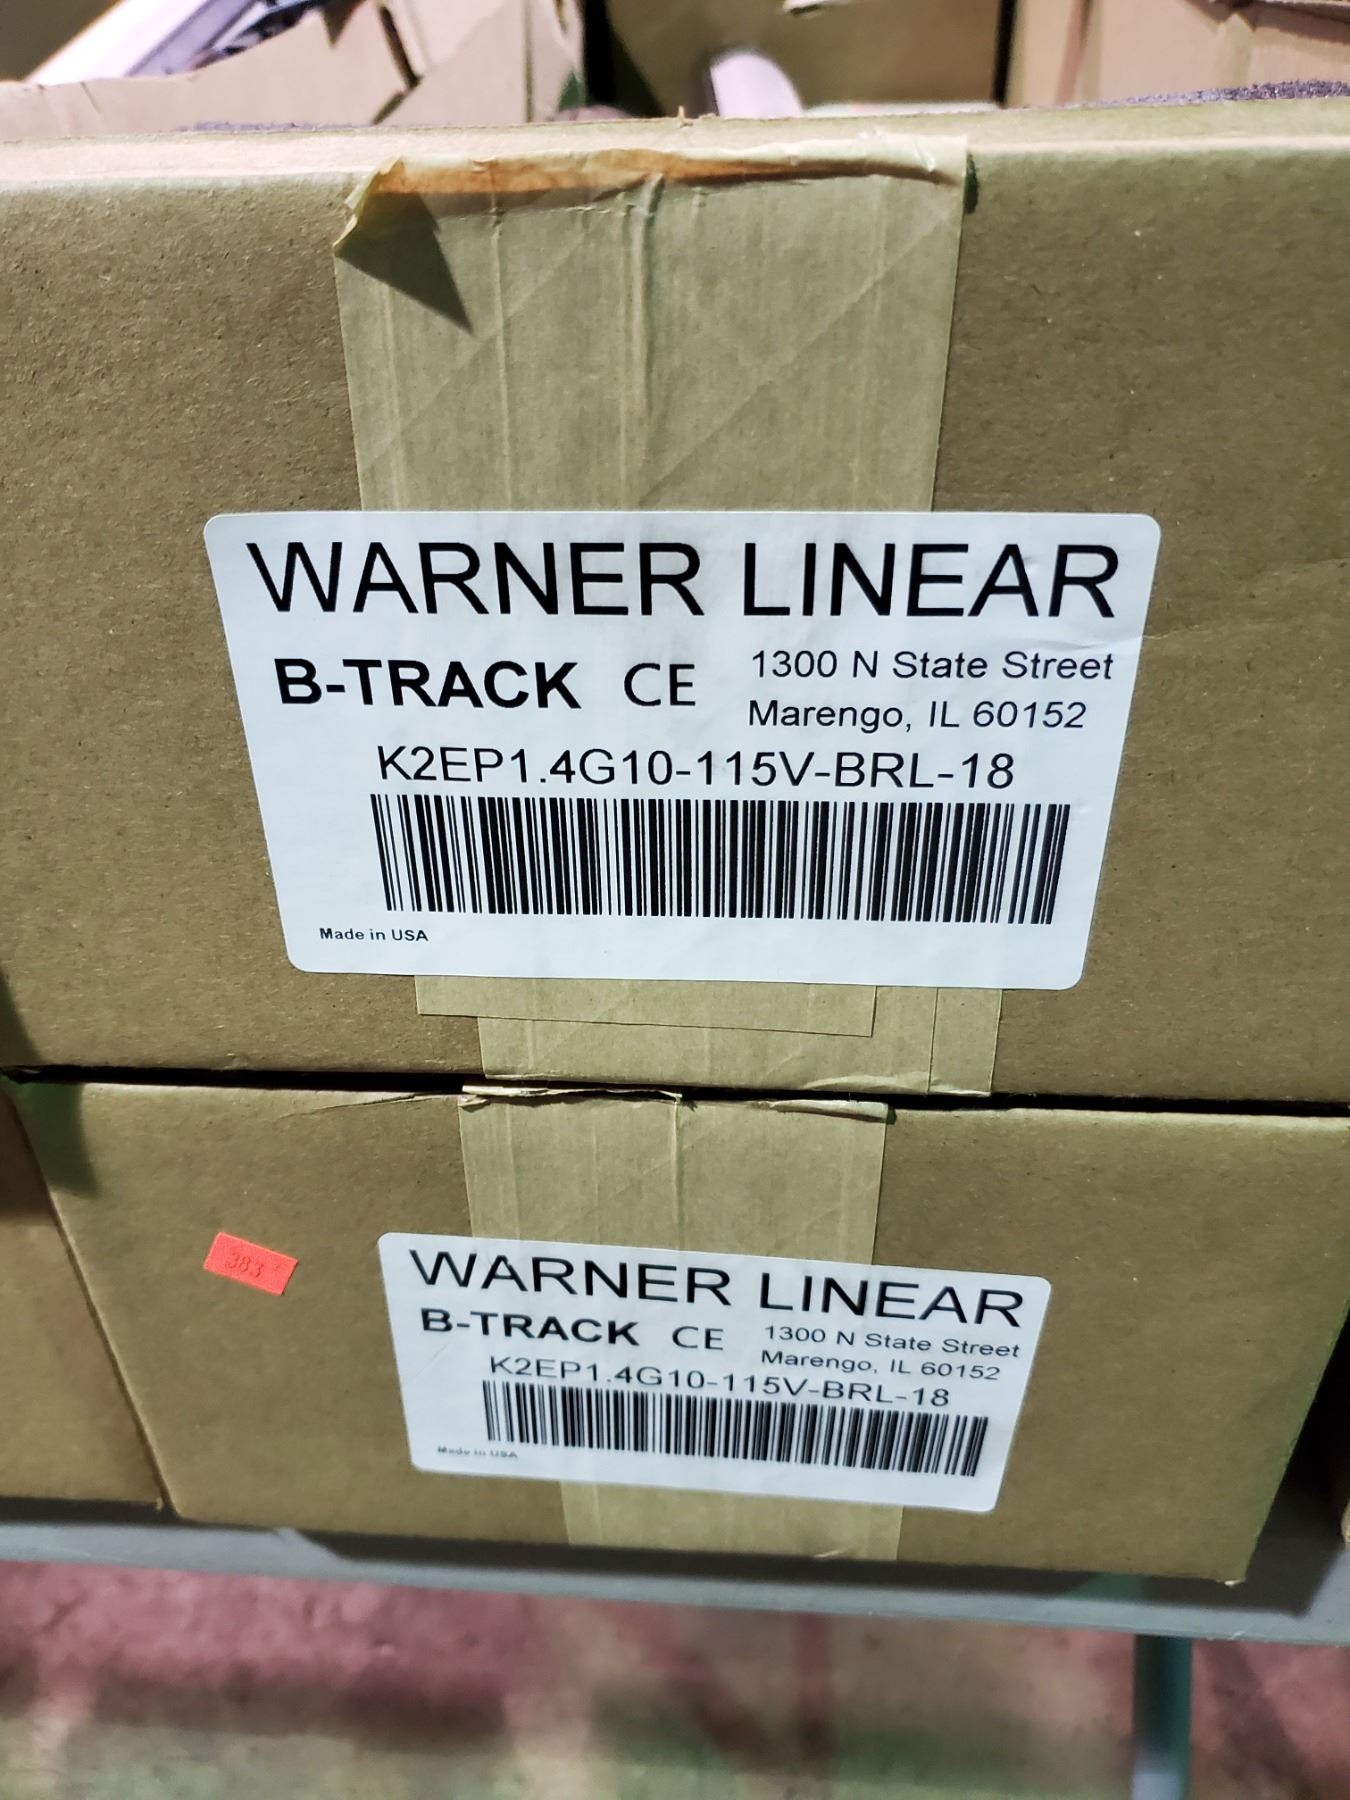 WARNER LINEAR
B-TRACK CE
1300 N State Street
Marengo, IL 60152
K2EP1.4G10-115V-BRL-18
Made in USA
383
WARNER LINEAR
B-TRACK CE
1300 N State Street
Marengo, IL 60152
K2EP1.4G10-115V-BRL-18
Made in USA